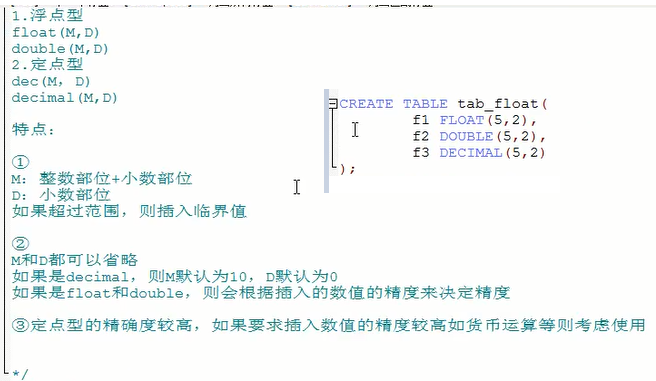 1.浮点型
float(M,D)
double(M,D)
2.定点型
dec(M，D)
decimal(M,D)
特点：
①
M：整数部位+小数部位
D：小数部位
如果超过范围，则插入临界值
②
M和D都可以省略
如果是decimal，则M默认为10，D默认为0
如果是float和double，则会根据插入的数值的精度来决定精度
③定点型的精确度较高，如果要求插入数值的精度较高如货币运算等则考虑使用
*/
CREATE TABLE tab_float(
f1 FLOAT(5,2),
f2 DOUBLE(5,2),
f3 DECIMAL(5,2)
);